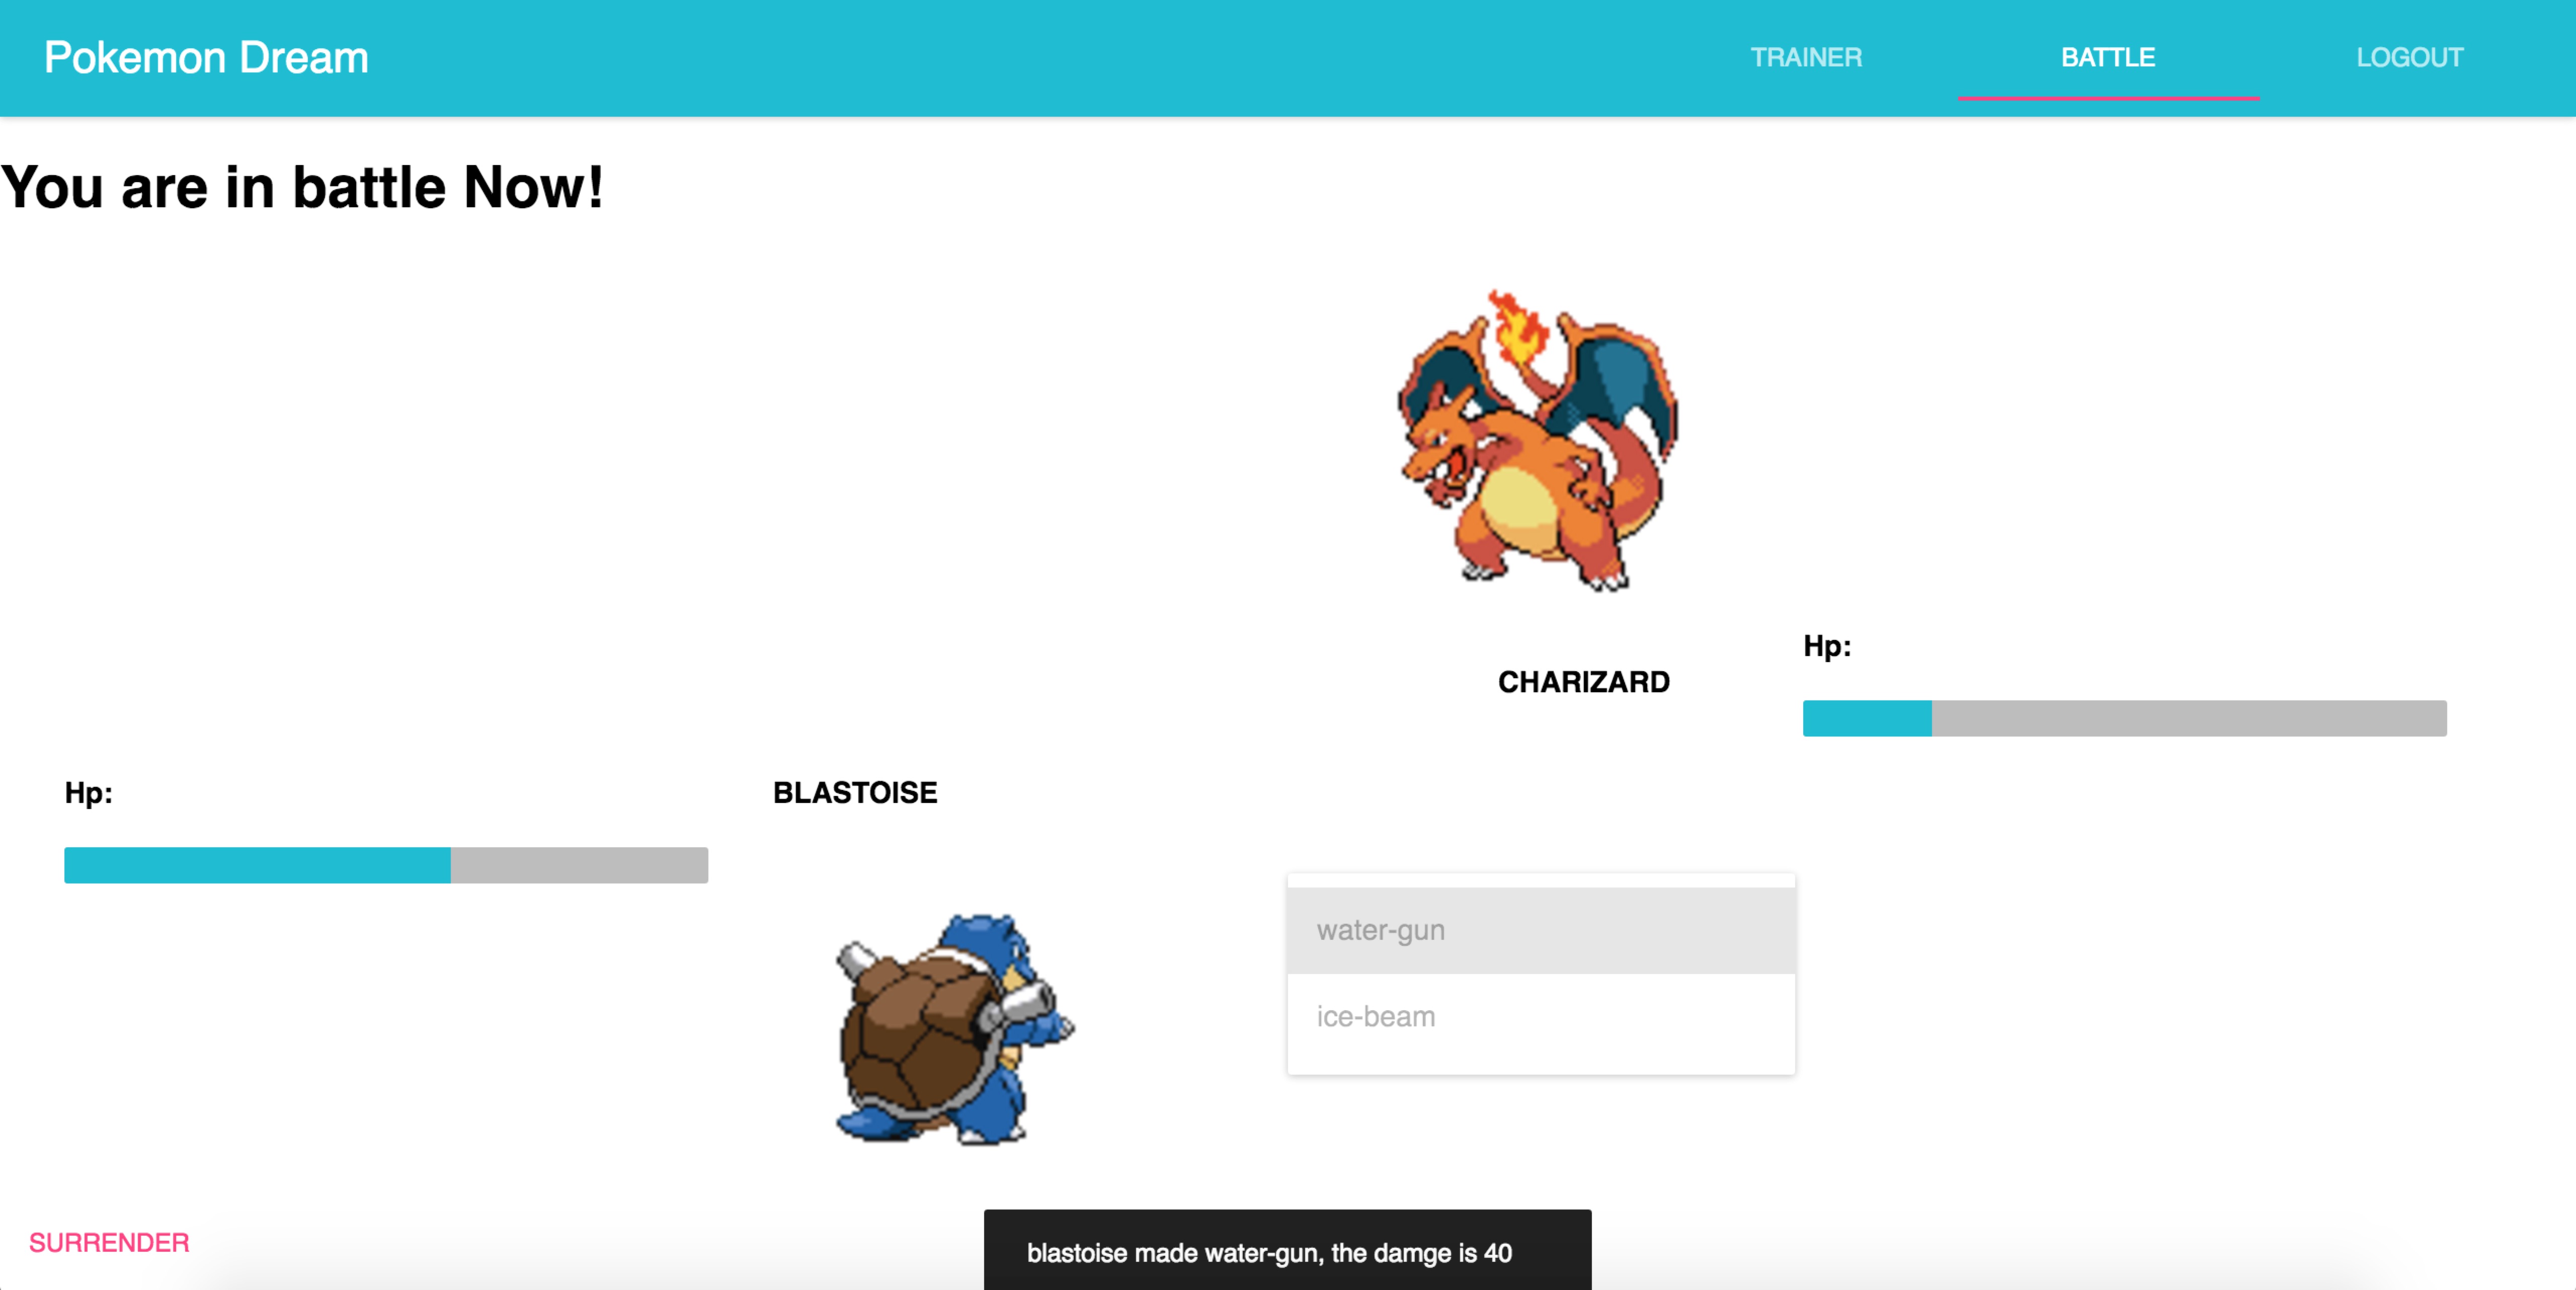 Pokemon Dream
TRAINER
BATTLE
LOGOUT
You are in battle Now!
Hp:
CHARIZARD
Hp:
BLASTOISE
water-gun
ice-beam
SURRENDER
blastoise made water-gun, the damge is 40